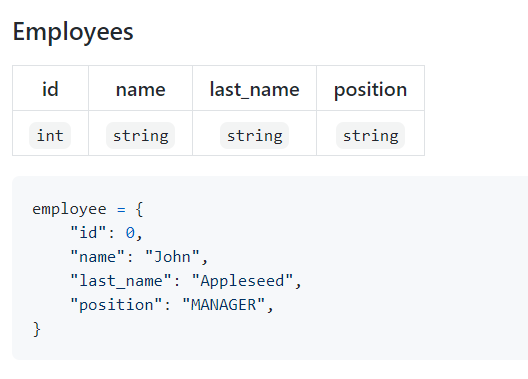 Employees
id name last_name position
int string string string
employee = {
    "id": 0,
    "name": "John",
    "last_name": "Appleseed",
    "position": "MANAGER",
}